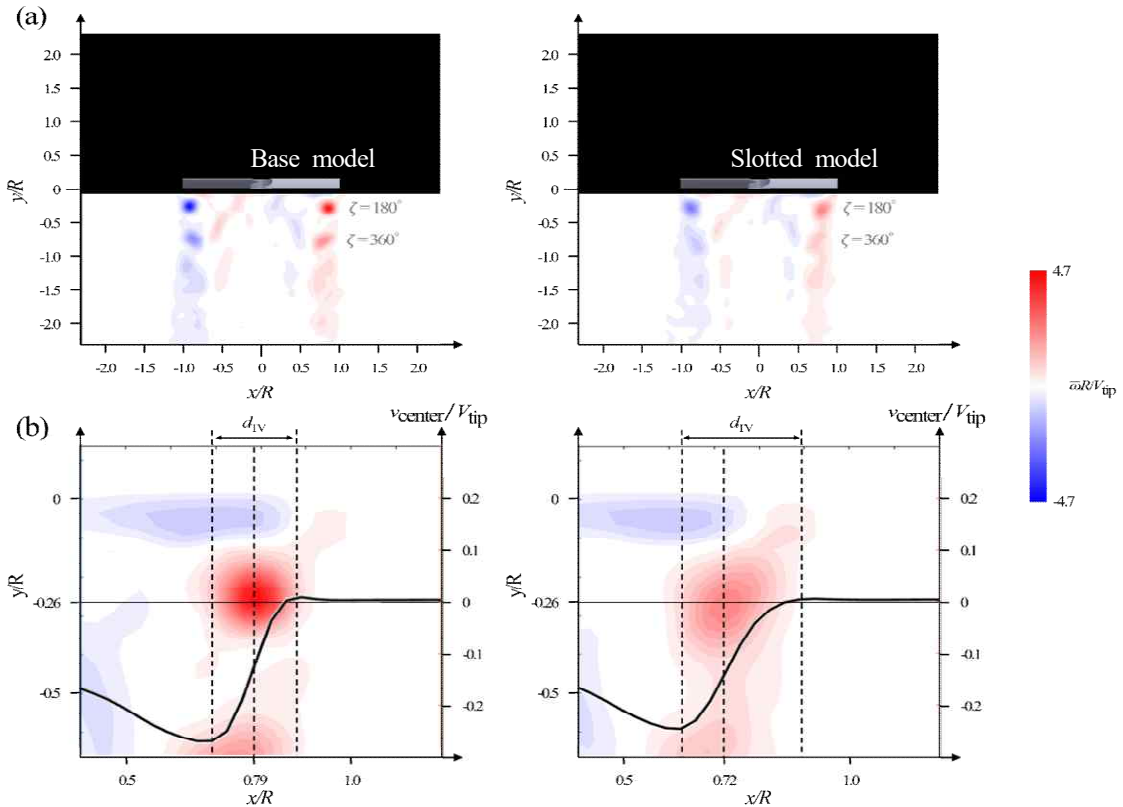 (a)
2.0
1.5
1.0
0.5
0
-0.5
-1.0
-1.5
-2.0
y/R
Base model
ζ=180°
ζ=360°
-2.0 -1.5 -1.0 -0.5 0 0.5 1.0 1.5 2.0
x/R
2.0
1.5
1.0
0.5
0
-0.5
-1.0
-1.5
-2.0
y/R
Slotted model
ζ=180°
ζ=360°
-2.0 -1.5 -1.0 -0.5 0 0.5 1.0 1.5 2.0
x/R
4.7
ω̅R/Vtip
-4.7
(b)
dTV
vcenter/Vtip
0
-0.26
-0.5
y/R
0.2
0.1
0
-0.1
-0.2
0.5 0.79 1.0
x/R
dTV
vcenter/Vtip
0
-0.26
-0.5
y/R
0.2
0.1
0
-0.1
-0.2
0.5 0.72 1.0
x/R